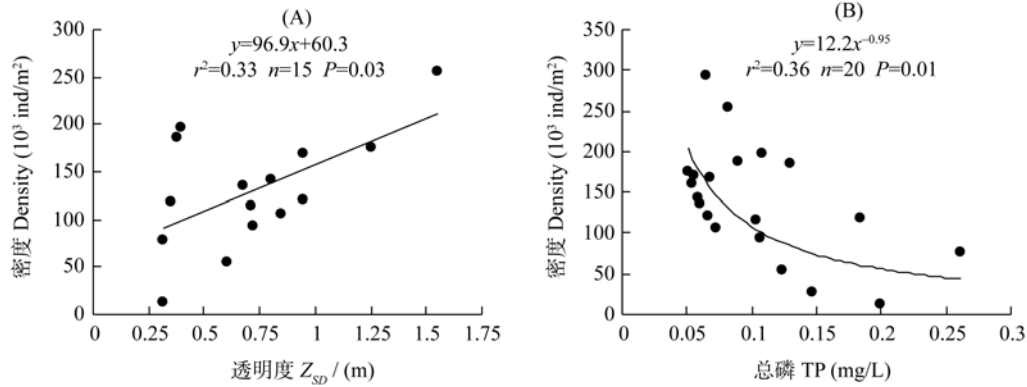 (A)
y=96.9x+60.3
r²=0.33 n=15 P=0.03
密度 Density (10³ ind/m²)
300
250
200
150
100
50
0
0 0.25 0.5 0.75 1 1.25 1.5 1.75
透明度 Z_SD / (m)
(B)
y=12.2x⁻⁰·⁹⁵
r²=0.36 n=20 P=0.01
密度 Density (10³ ind/m²)
350
300
250
200
150
100
50
0
0 0.05 0.1 0.15 0.2 0.25 0.3
总磷 TP (mg/L)